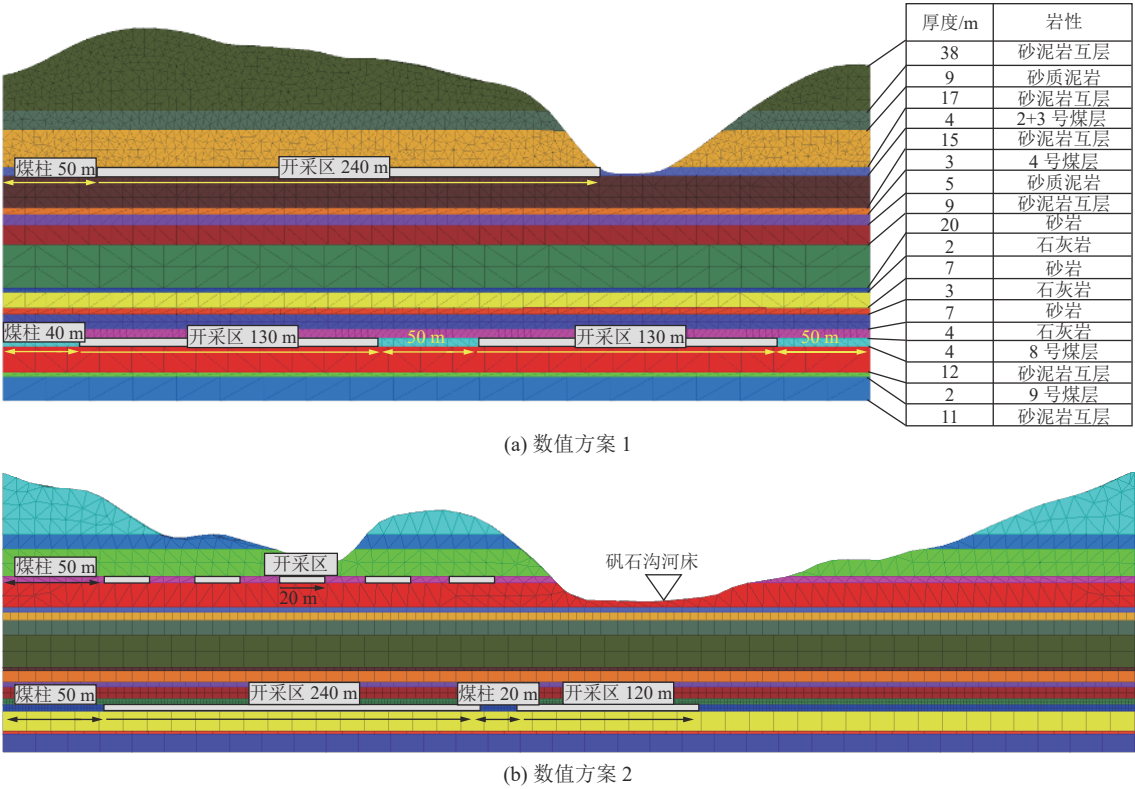 厚度/m 岩性
38 砂泥岩互层
9 砂质泥岩
17 砂泥岩互层
4 2+3 号煤层
15 砂泥岩互层
3 4 号煤层
5 砂质泥岩
9 砂泥岩互层
20 砂岩
2 石灰岩
7 砂岩
3 石灰岩
7 砂岩
4 石灰岩
4 8 号煤层
12 砂泥岩互层
2 9 号煤层
11 砂泥岩互层
煤柱 50 m 开采区 240 m
煤柱 40 m 开采区 130 m 50 m 开采区 130 m 50 m
(a) 数值方案 1
煤柱 50 m 开采区 矾石沟河床
20 m
煤柱 50 m 开采区 240 m 煤柱 20 m 开采区 120 m
(b) 数值方案 2